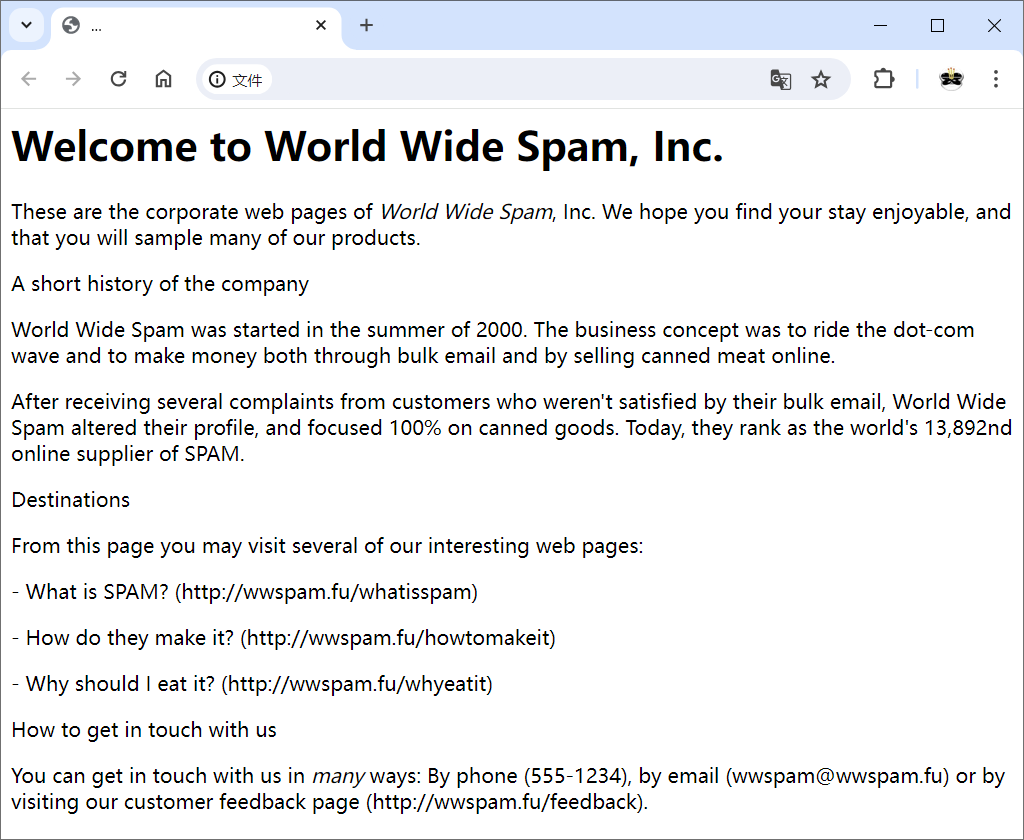 ...
文件
Welcome to World Wide Spam, Inc.
These are the corporate web pages of World Wide Spam, Inc. We hope you find your stay enjoyable, and
that you will sample many of our products.
A short history of the company
World Wide Spam was started in the summer of 2000. The business concept was to ride the dot-com
wave and to make money both through bulk email and by selling canned meat online.
After receiving several complaints from customers who weren't satisfied by their bulk email, World Wide
Spam altered their profile, and focused 100% on canned goods. Today, they rank as the world's 13,892nd
online supplier of SPAM.
Destinations
From this page you may visit several of our interesting web pages:
- What is SPAM? (http://wwspam.fu/whatisspam)
- How do they make it? (http://wwspam.fu/howtomakeit)
- Why should I eat it? (http://wwspam.fu/whyeatit)
How to get in touch with us
You can get in touch with us in many ways: By phone (555-1234), by email (wwspam@wwspam.fu) or by
visiting our customer feedback page (http://wwspam.fu/feedback).